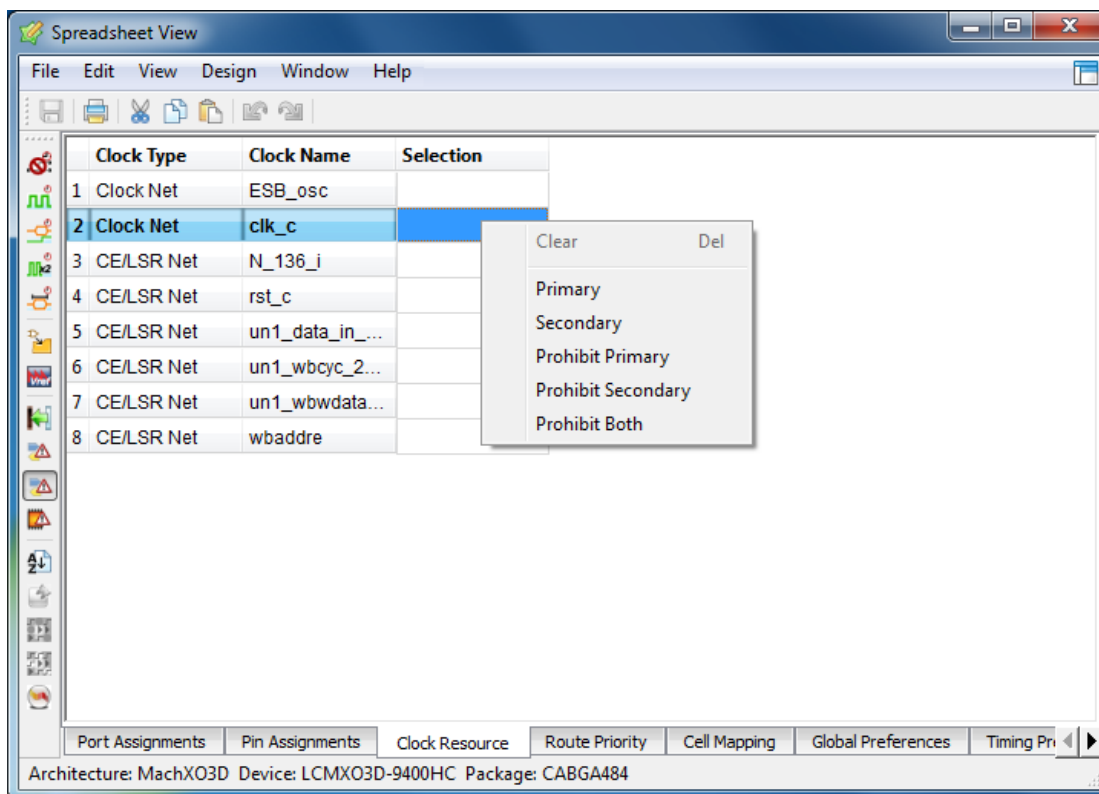 Spreadsheet View
File Edit View Design Window Help
Clock Type Clock Name Selection
1 Clock Net ESB_osc
2 Clock Net clk_c
3 CE/LSR Net N_136_i
4 CE/LSR Net rst_c
5 CE/LSR Net un1_data_in_...
6 CE/LSR Net un1_wbcyc_2...
7 CE/LSR Net un1_wbwdata...
8 CE/LSR Net wbaddre
Clear Del
Primary
Secondary
Prohibit Primary
Prohibit Secondary
Prohibit Both
Port Assignments Pin Assignments Clock Resource Route Priority Cell Mapping Global Preferences Timing Pr
Architecture: MachXO3D Device: LCMXO3D-9400HC Package: CABGA484